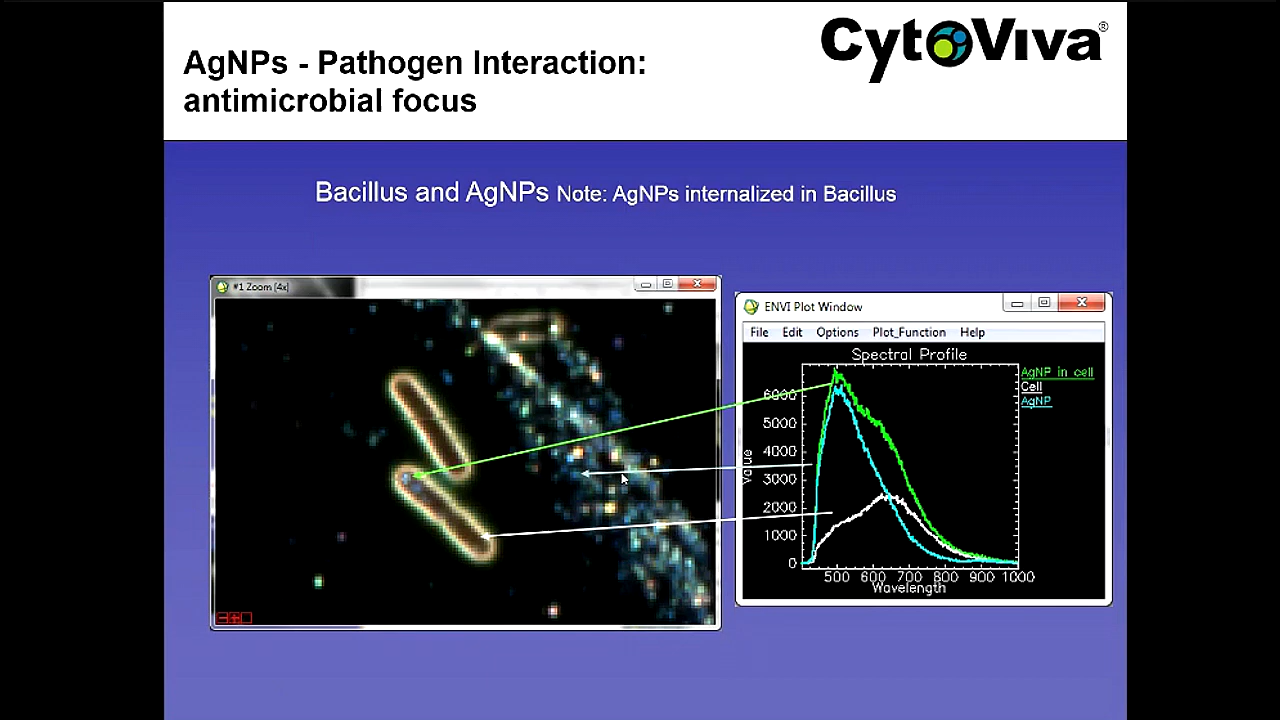 AgNPs - Pathogen Interaction:
antimicrobial focus
CytoViva®
Bacillus and AgNPs Note: AgNPs internalized in Bacillus
#1 Zoom [4x]
ENVI Plot Window
File Edit Options Plot_Function Help
Spectral Profile
AgNP in cell
Cell
AgNP
Value
6000
5000
4000
3000
2000
1000
0
500 600 700 800 900 1000
Wavelength